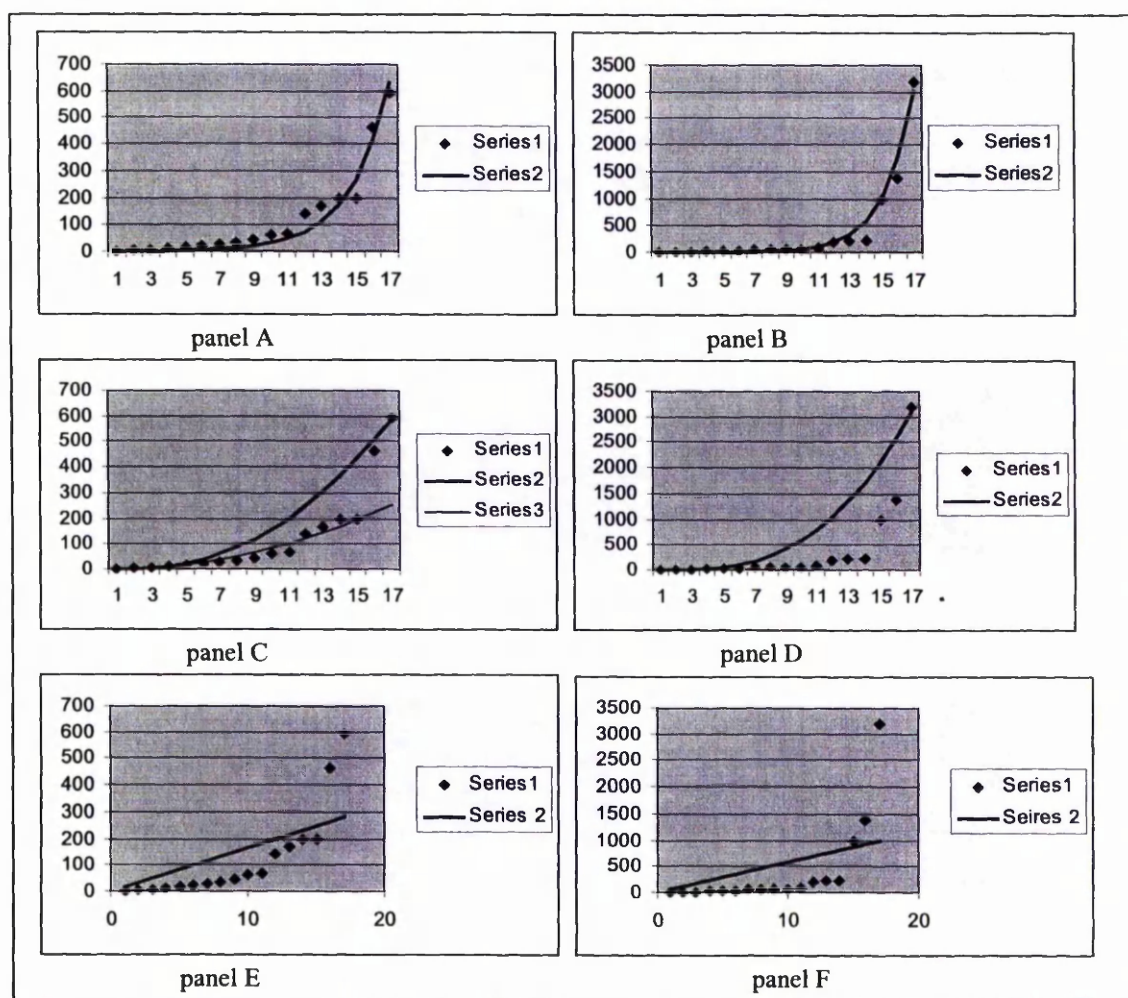 700
600
500
400
300
200
100
0
1 3 5 7 9 11 13 15 17
Series1
Series2
panel A
3500
3000
2500
2000
1500
1000
500
0
1 3 5 7 9 11 13 15 17
Series1
Series2
panel B
700
600
500
400
300
200
100
0
1 3 5 7 9 11 13 15 17
Series1
Series2
Series3
panel C
3500
3000
2500
2000
1500
1000
500
0
1 3 5 7 9 11 13 15 17
Series1
Series2
panel D
700
600
500
400
300
200
100
0
0 10 20
Series1
Series 2
panel E
3500
3000
2500
2000
1500
1000
500
0
0 10 20
Series1
Seires 2
panel F